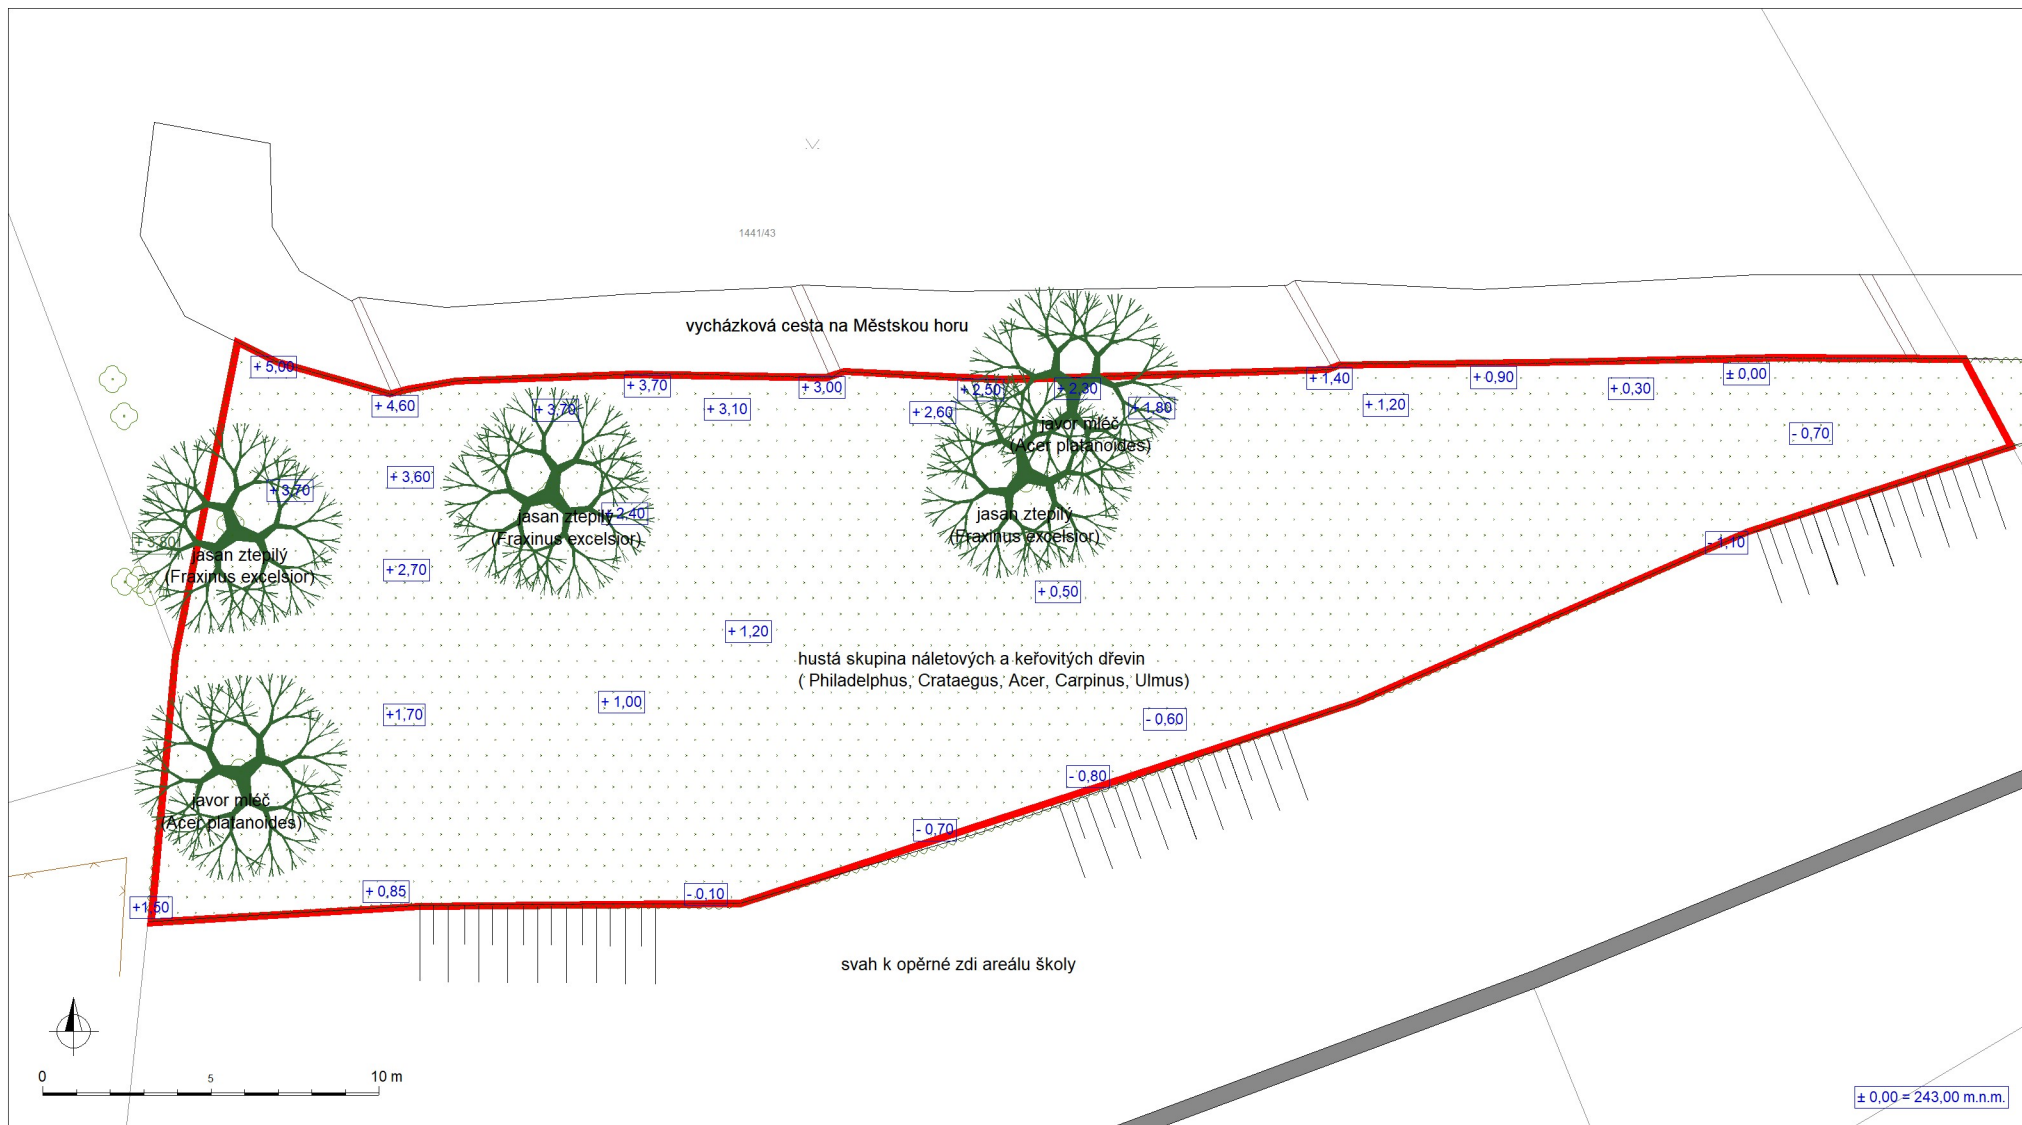 1441/43
vycházková cesta na Městskou horu
+ 5,00
+ 4,60
+ 3,70
+ 3,70
+ 3,10
+ 3,00
+ 2,60
+ 2,50
+ 2,30
+ 1,80
+ 1,40
+ 1,20
+ 0,90
+ 0,30
± 0,00
- 0,70
javor mléč
(Acer platanoides)
+ 3,70
+ 3,60
+ 2,40
jasan ztepilý
(Fraxinus excelsior)
jasan ztepilý
(Fraxinus excelsior)
+ 3,80
jasan ztepilý
(Fraxinus excelsior)
+ 2,70
- 1,10
+ 0,50
+ 1,20
hustá skupina náletových a keřovitých dřevin
( Philadelphus, Crataegus, Acer, Carpinus, Ulmus)
+1,70
+ 1,00
- 0,60
- 0,80
javor mléč
(Acer platanoides)
- 0,70
+ 0,85
- 0,10
+1,50
svah k opěrné zdi areálu školy
0 5 10 m
± 0,00 = 243,00 m.n.m.